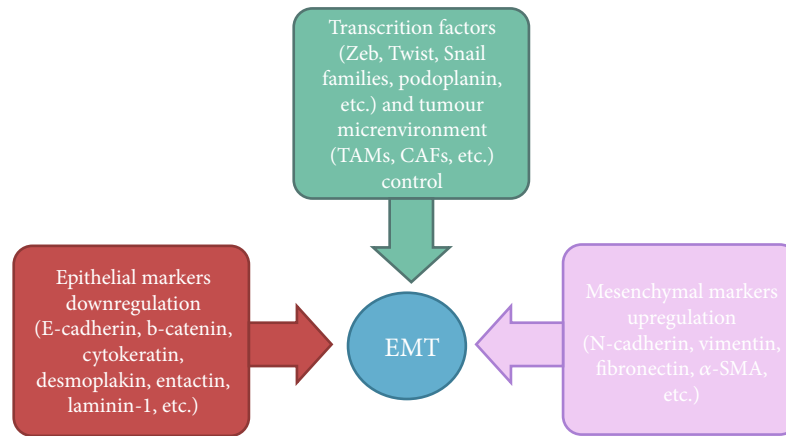 Transcrition factors
(Zeb, Twist, Snail
families, podoplanin,
etc.) and tumour
micrenvironment
(TAMs, CAFs, etc.)
control
Epithelial markers
downregulation
(E-cadherin, b-catenin,
cytokeratin,
desmoplakin, entactin,
laminin-1, etc.)
EMT
Mesenchymal markers
upregulation
(N-cadherin, vimentin,
fibronectin, α-SMA,
etc.)